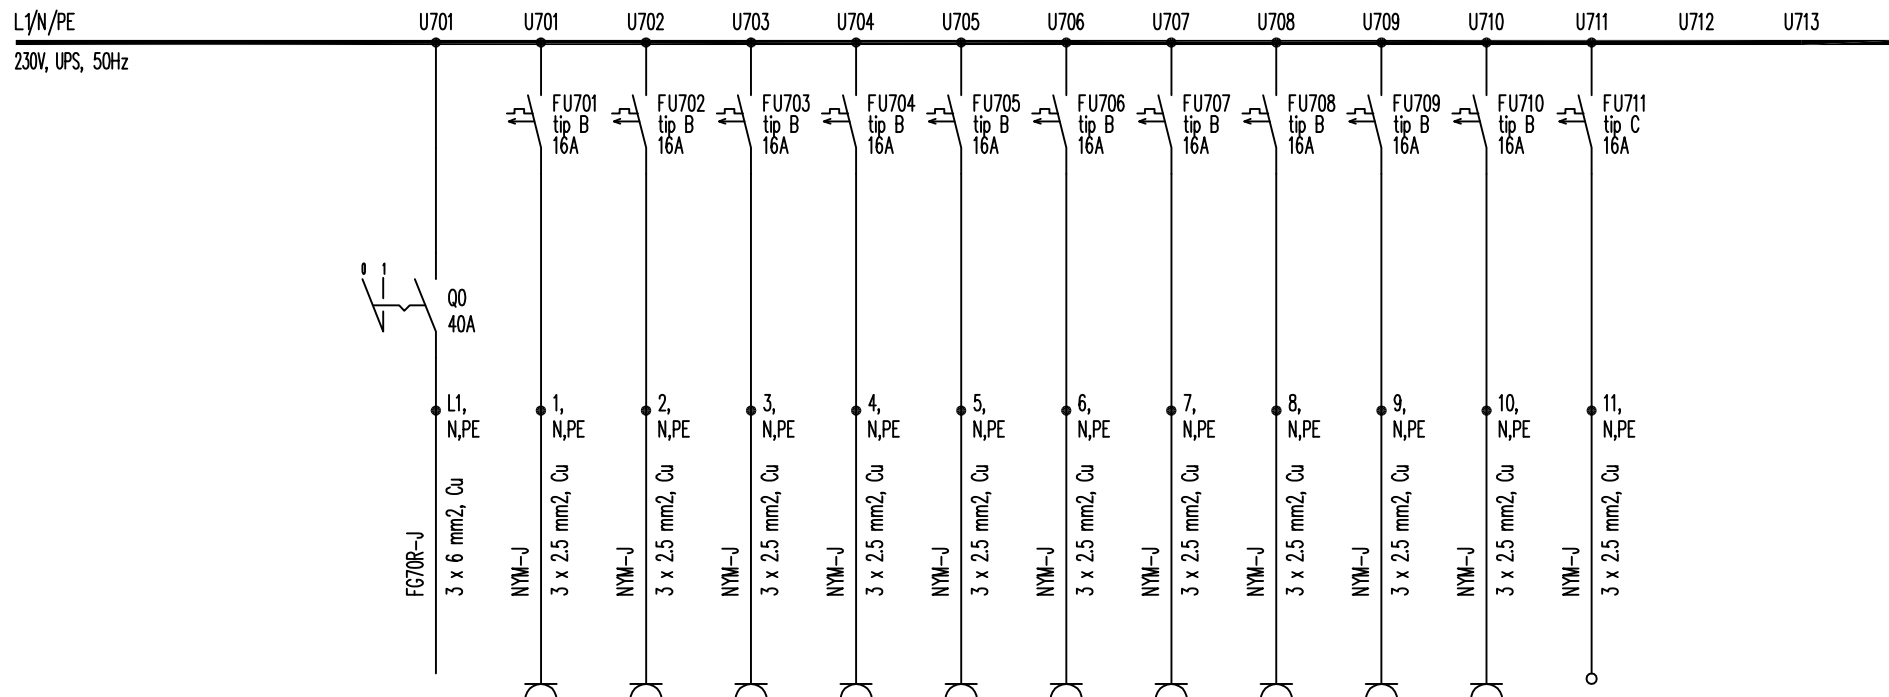 L1/N/PE
U701 U701 U702 U703 U704 U705 U706 U707 U708 U709 U710 U711 U712 U713
230V, UPS, 50Hz
FU701 FU702 FU703 FU704 FU705 FU706 FU707 FU708 FU709 FU710 FU711
tip B tip B tip B tip B tip B tip B tip B tip B tip B tip B tip C
16A 16A 16A 16A 16A 16A 16A 16A 16A 16A 16A
0 1
Q0
40A
L1, 1, 2, 3, 4, 5, 6, 7, 8, 9, 10, 11,
N,PE N,PE N,PE N,PE N,PE N,PE N,PE N,PE N,PE N,PE N,PE N,PE
FG70R-J
3 x 6 mm2, Cu
NYM-J
3 x 2.5 mm2, Cu
NYM-J
3 x 2.5 mm2, Cu
NYM-J
3 x 2.5 mm2, Cu
NYM-J
3 x 2.5 mm2, Cu
NYM-J
3 x 2.5 mm2, Cu
NYM-J
3 x 2.5 mm2, Cu
NYM-J
3 x 2.5 mm2, Cu
NYM-J
3 x 2.5 mm2, Cu
NYM-J
3 x 2.5 mm2, Cu
NYM-J
3 x 2.5 mm2, Cu
NYM-J
3 x 2.5 mm2, Cu